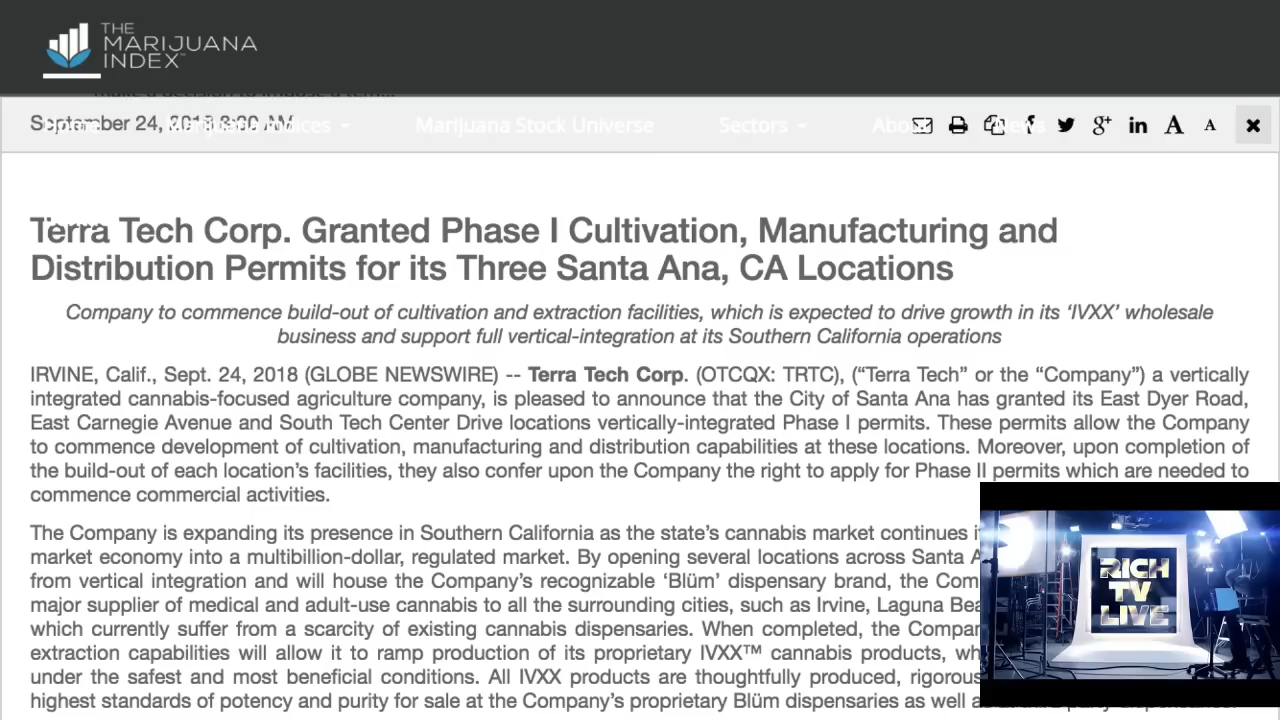 THE
MARIJUANA
INDEX
September 24, 2018 8:00 AM
Home
Marijuana Indices
Marijuana Stock Universe
Sectors
About
News
Terra Tech Corp. Granted Phase I Cultivation, Manufacturing and
Distribution Permits for its Three Santa Ana, CA Locations
Company to commence build-out of cultivation and extraction facilities, which is expected to drive growth in its ‘IVXX’ wholesale
business and support full vertical-integration at its Southern California operations
IRVINE, Calif., Sept. 24, 2018 (GLOBE NEWSWIRE) -- Terra Tech Corp. (OTCQX: TRTC), (“Terra Tech” or the “Company”) a vertically
integrated cannabis-focused agriculture company, is pleased to announce that the City of Santa Ana has granted its East Dyer Road,
East Carnegie Avenue and South Tech Center Drive locations vertically-integrated Phase I permits. These permits allow the Company
to commence development of cultivation, manufacturing and distribution capabilities at these locations. Moreover, upon completion of
the build-out of each location’s facilities, they also confer upon the Company the right to apply for Phase II permits which are needed to
commence commercial activities.
The Company is expanding its presence in Southern California as the state’s cannabis market continues
market economy into a multibillion-dollar, regulated market. By opening several locations across Santa
from vertical integration and will house the Company’s recognizable ‘Blüm’ dispensary brand, the
major supplier of medical and adult-use cannabis to all the surrounding cities, such as Irvine, Laguna
which currently suffer from a scarcity of existing cannabis dispensaries. When completed, the
extraction capabilities will allow it to ramp production of its proprietary IVXX™ cannabis products,
under the safest and most beneficial conditions. All IVXX products are thoughtfully produced,
highest standards of potency and purity for sale at the Company’s proprietary Blüm dispensaries as well
RICH
TV
LIVE